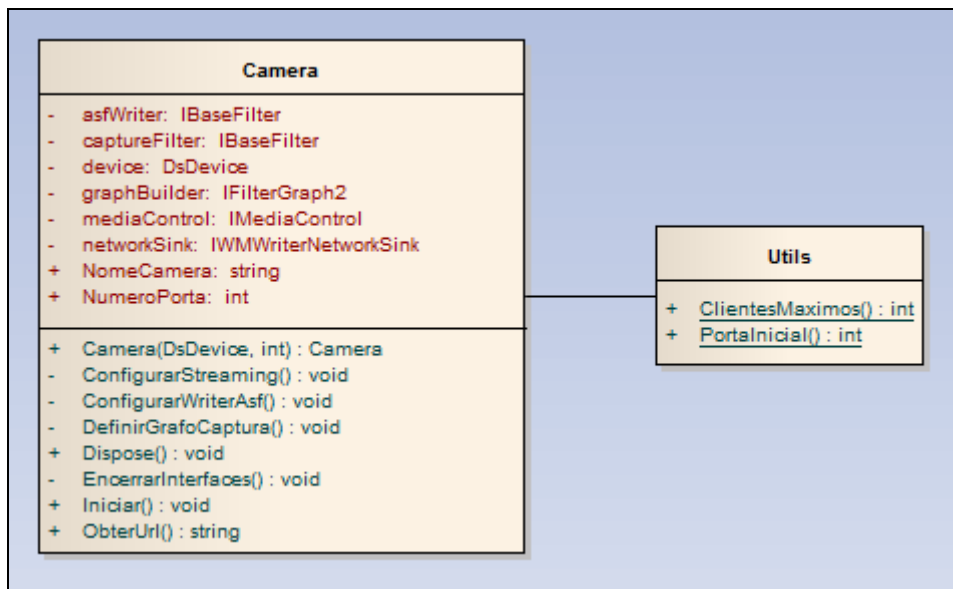 Camera
- asfWriter: IBaseFilter
- captureFilter: IBaseFilter
- device: DsDevice
- graphBuilder: IFilterGraph2
- mediaControl: IMediaControl
- networkSink: IWMWriterNetworkSink
+ NomeCamera: string
+ NumeroPorta: int
+ Camera(DsDevice, int) : Camera
- ConfigurarStreaming() : void
- ConfigurarWriterAsf() : void
- DefinirGrafoCaptura() : void
+ Dispose() : void
- EncerrarInterfaces() : void
+ Iniciar() : void
+ ObterUrl() : string
Utils
+ ClientesMaximos() : int
+ PortaInicial() : int